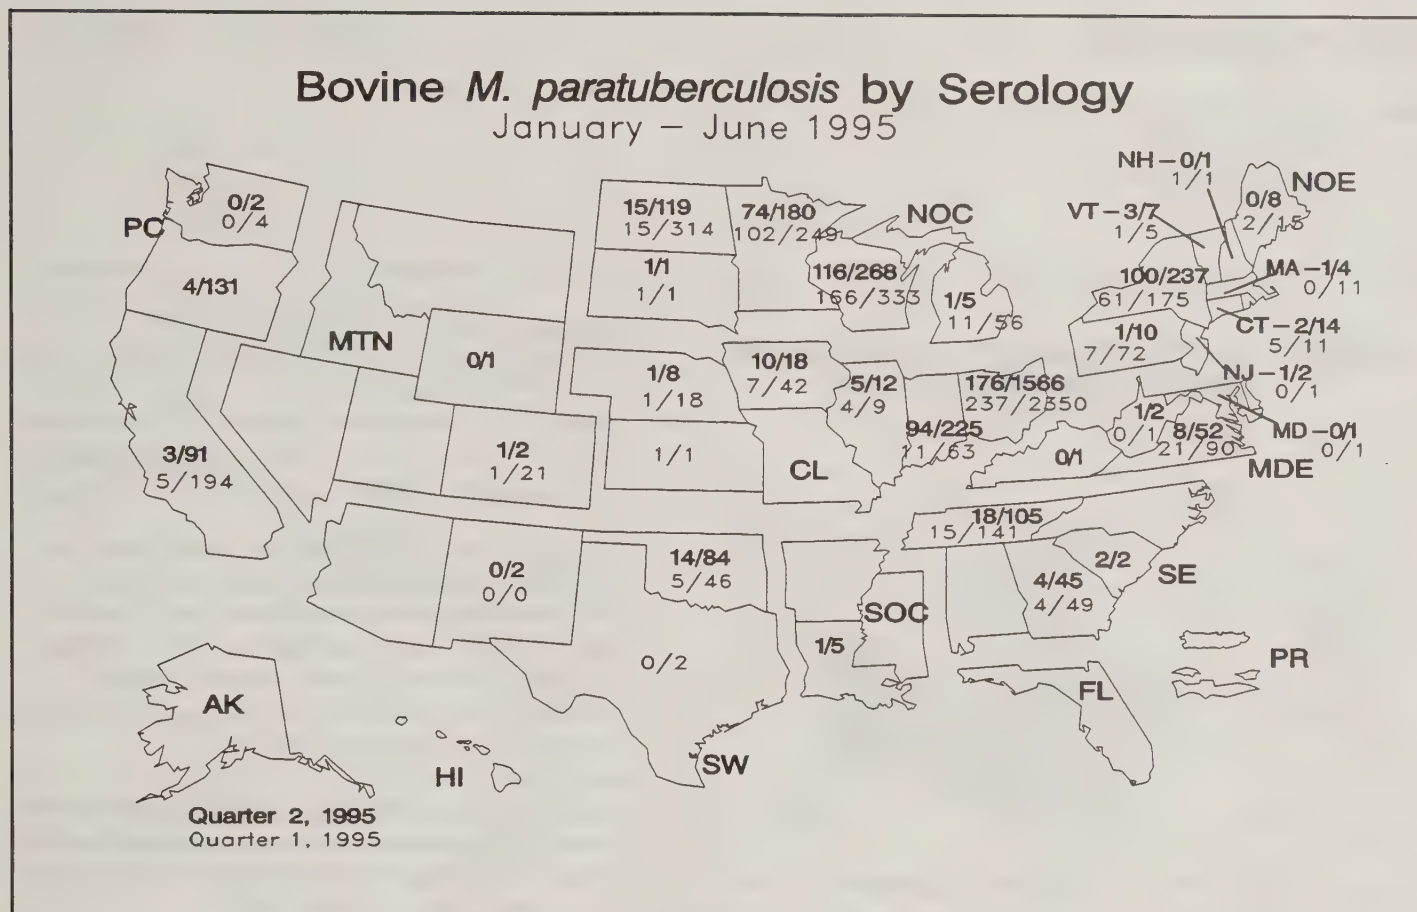 Bovine M. paratuberculosis by Serology
January – June 1995
PC
0/2
0/4
4/131
3/91
5/194
MTN
0/1
1/2
1/21
0/2
0/0
15/119
15/314
1/1
1/1
1/8
1/18
1/1
14/84
5/46
0/2
SW
74/180
102/249
NOC
116/268
166/333
1/5
11/56
10/18
7/42
5/12
4/9
94/225
11/63
176/1566
237/2350
CL
SOC
1/5
NH – 0/1
1/1
NOE
0/8
2/15
VT – 3/7
1/5
100/237
61/175
MA – 1/4
0/11
CT – 2/14
5/11
1/10
7/72
NJ – 1/2
0/1
1/2
0/1
8/52
21/90
MD – 0/1
0/1
MDE
0/1
18/105
15/141
2/2
4/45
4/49
SE
FL
PR
AK
HI
Quarter 2, 1995
Quarter 1, 1995